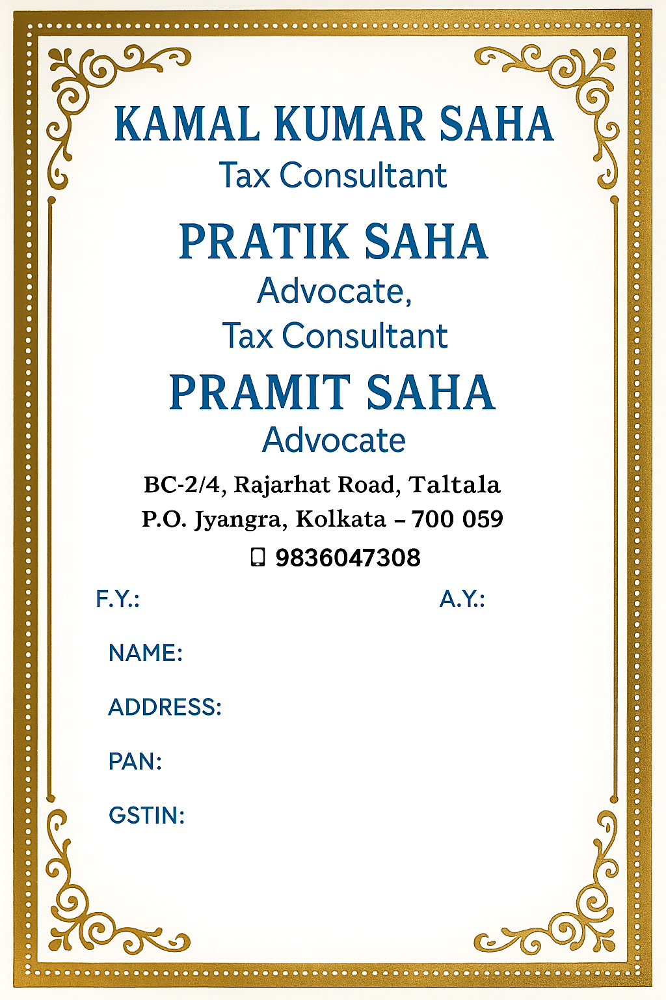 KAMAL KUMAR SAHA
Tax Consultant
PRATIK SAHA
Advocate,
Tax Consultant
PRAMIT SAHA
Advocate
BC-2/4, Rajarhat Road, Taltala
P.O. Jyangra, Kolkata – 700 059
9836047308
F.Y.: A.Y.:
NAME:
ADDRESS:
PAN:
GSTIN: